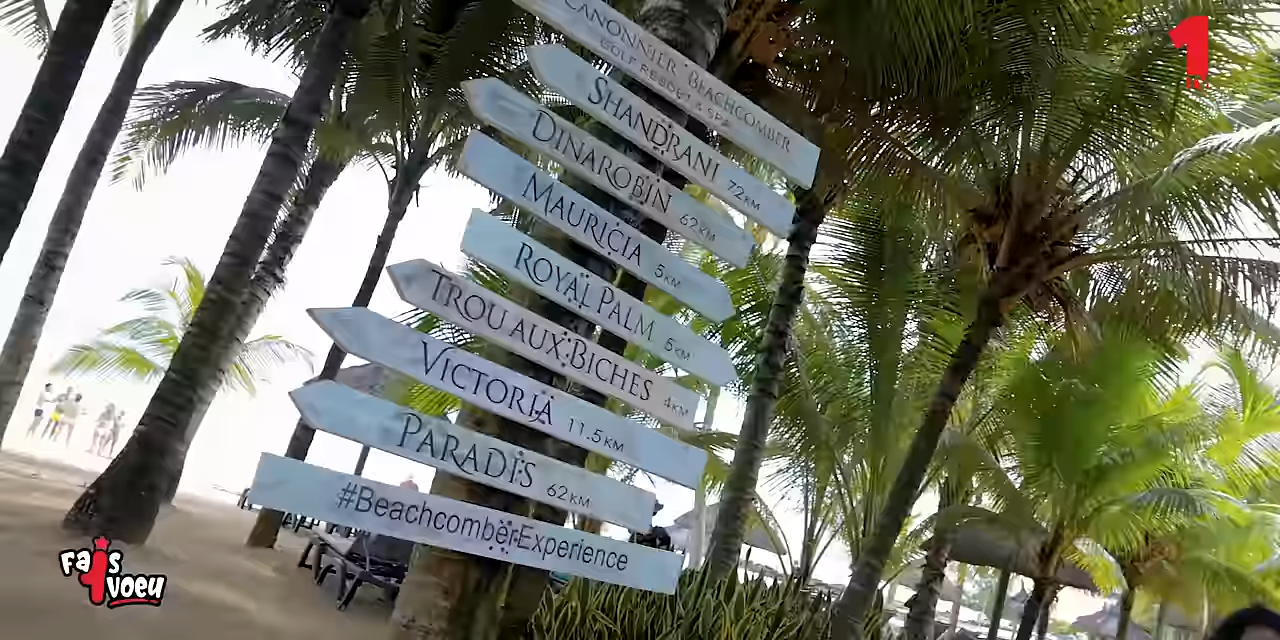 CANONNIER BEACHCOMBER
GOLF RESORT & SPA
SHANDRANI 72KM
DINAROBIN 62KM
MAURICIA 5KM
ROYAL PALM 5KM
TROU AUX BICHES 4KM
VICTORIA 11.5KM
PARADIS 62KM
#BeachcomberExperience
1
FAIS
1 VOEU